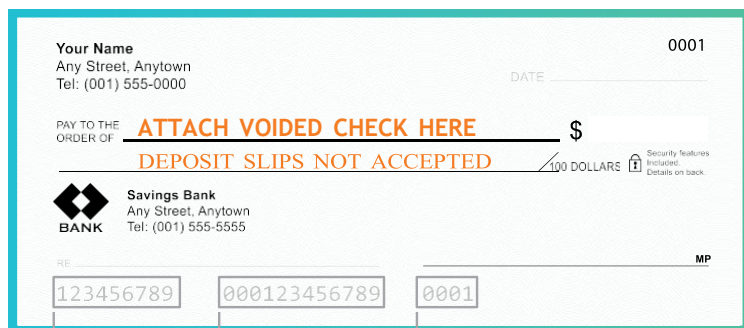 Your Name
0001
Any Street, Anytown
Tel: (001) 555-0000
DATE
PAY TO THE
ORDER OF
ATTACH VOIDED CHECK HERE
$
DEPOSIT SLIPS NOT ACCEPTED
/100 DOLLARS
Security features
Included.
Details on back.
Savings Bank
Any Street, Anytown
BANK
Tel: (001) 555-5555
RE
MP
123456789 000123456789 0001